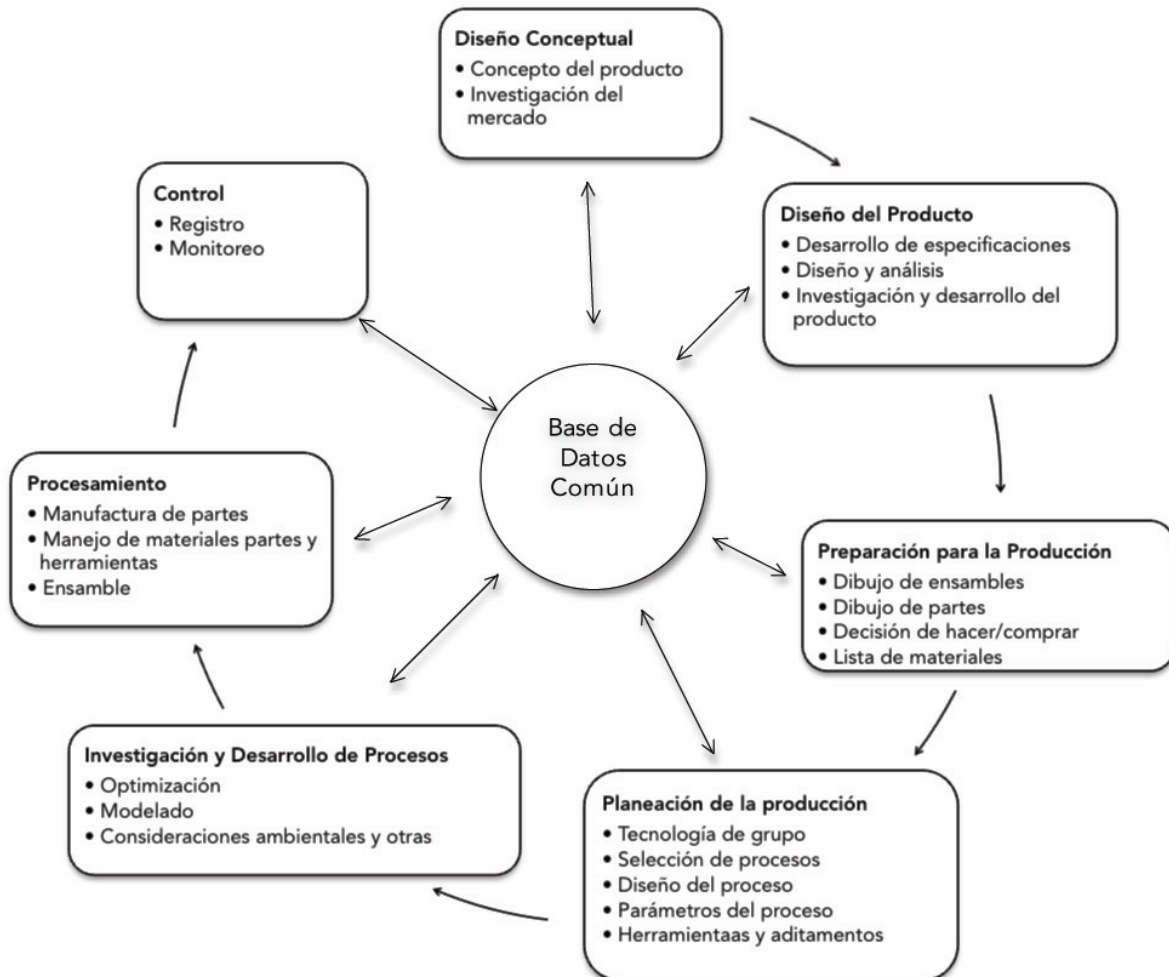 Diseño Conceptual
• Concepto del producto
• Investigación del
mercado
Diseño del Producto
• Desarrollo de especificaciones
• Diseño y análisis
• Investigación y desarrollo del
producto
Preparación para la Producción
• Dibujo de ensambles
• Dibujo de partes
• Decisión de hacer/comprar
• Lista de materiales
Planeación de la producción
• Tecnología de grupo
• Selección de procesos
• Diseño del proceso
• Parámetros del proceso
• Herramientaas y aditamentos
Investigación y Desarrollo de Procesos
• Optimización
• Modelado
• Consideraciones ambientales y otras
Procesamiento
• Manufactura de partes
• Manejo de materiales partes y
herramientas
• Ensamble
Control
• Registro
• Monitoreo
Base de
Datos
Común